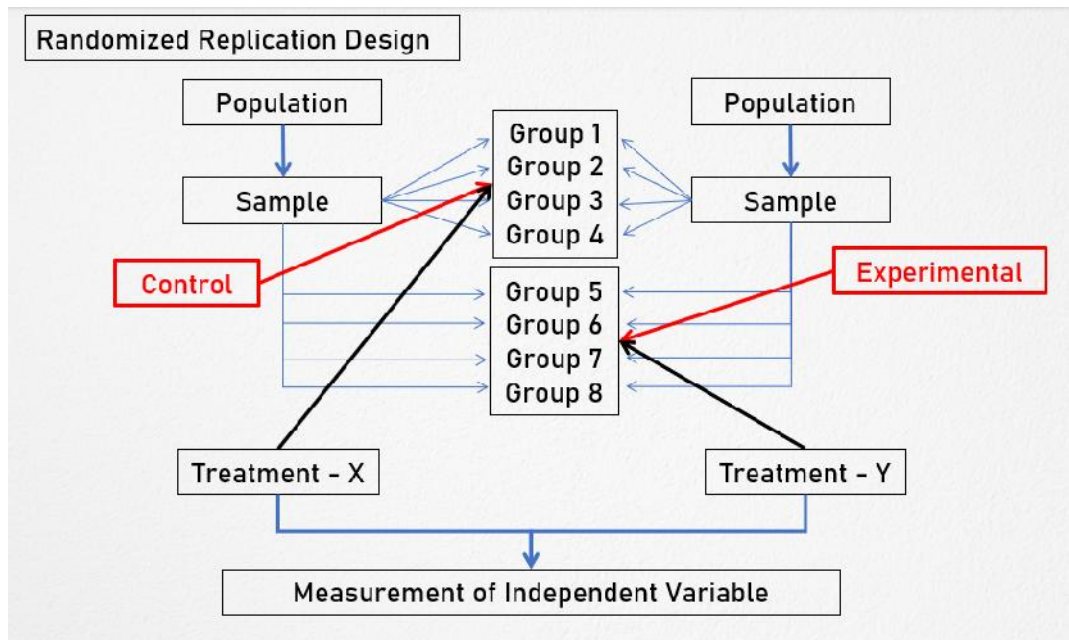 Randomized Replication Design
Population
Population
Group 1
Group 2
Group 3
Group 4
Sample
Sample
Control
Experimental
Group 5
Group 6
Group 7
Group 8
Treatment - X
Treatment - Y
Measurement of Independent Variable